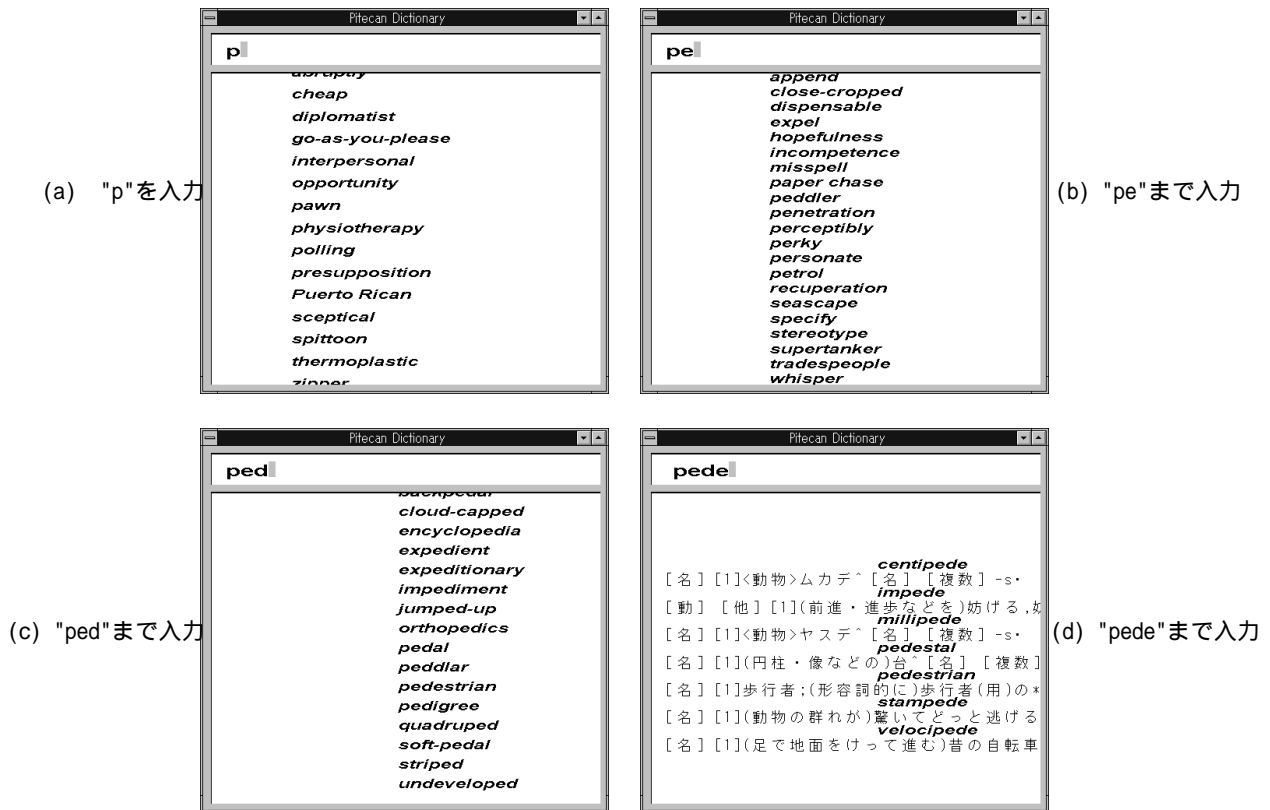 Pitecan Dictionary
p
abruptly
cheap
diplomatist
go-as-you-please
interpersonal
opportunity
pawn
physiotherapy
polling
presupposition
Puerto Rican
sceptical
spittoon
thermoplastic
zipper
(a) "p"を入力
Pitecan Dictionary
pe
append
close-cropped
dispensable
expel
hopefulness
incompetence
misspell
paper chase
peddler
penetration
perceptibly
perky
personate
petrol
recuperation
seascape
specify
stereotype
supertanker
tradespeople
whisper
(b) "pe"まで入力
Pitecan Dictionary
ped
backpedal
cloud-capped
encyclopedia
expedient
expeditionary
impediment
jumped-up
orthopedics
pedal
peddlar
pedestrian
pedigree
quadruped
soft-pedal
striped
undeveloped
(c) "ped"まで入力
Pitecan Dictionary
pede
centipede
[名] [1]<動物>ムカデ^[名] [複数] -s・
impede
[動] [他] [1](前進・進歩などを)妨げる,妨
millipede
[名] [1]<動物>ヤスデ^[名] [複数] -s・
pedestal
[名] [1](円柱・像などの)台^[名] [複数]
pedestrian
[名] [1]歩行者;(形容詞的に)歩行者(用)の*
stampede
[名] [1](動物の群れが)驚いてどっと逃げる
velocipede
[名] [1](足で地面をけって進む)昔の自転車
(d) "pede"まで入力